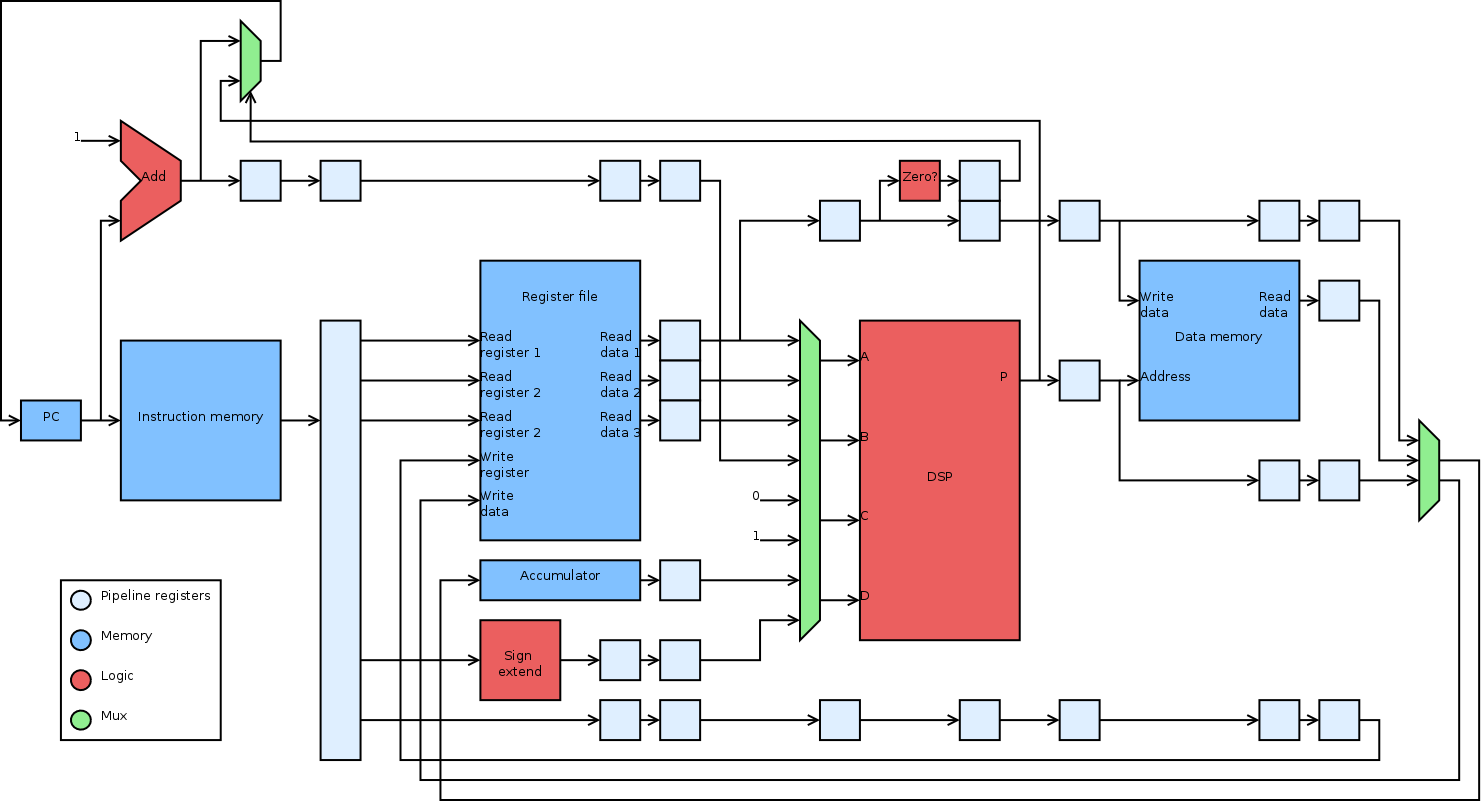 1
Add
Zero?
Register file
Write
data
Read
data
Data memory
Address
Read
register 1
Read
data 1
Read
register 2
Read
data 2
Read
register 2
Read
data 3
Write
register
Write
data
PC
Instruction memory
0
1
A
B
C
D
P
DSP
Accumulator
Sign
extend
Pipeline registers
Memory
Logic
Mux